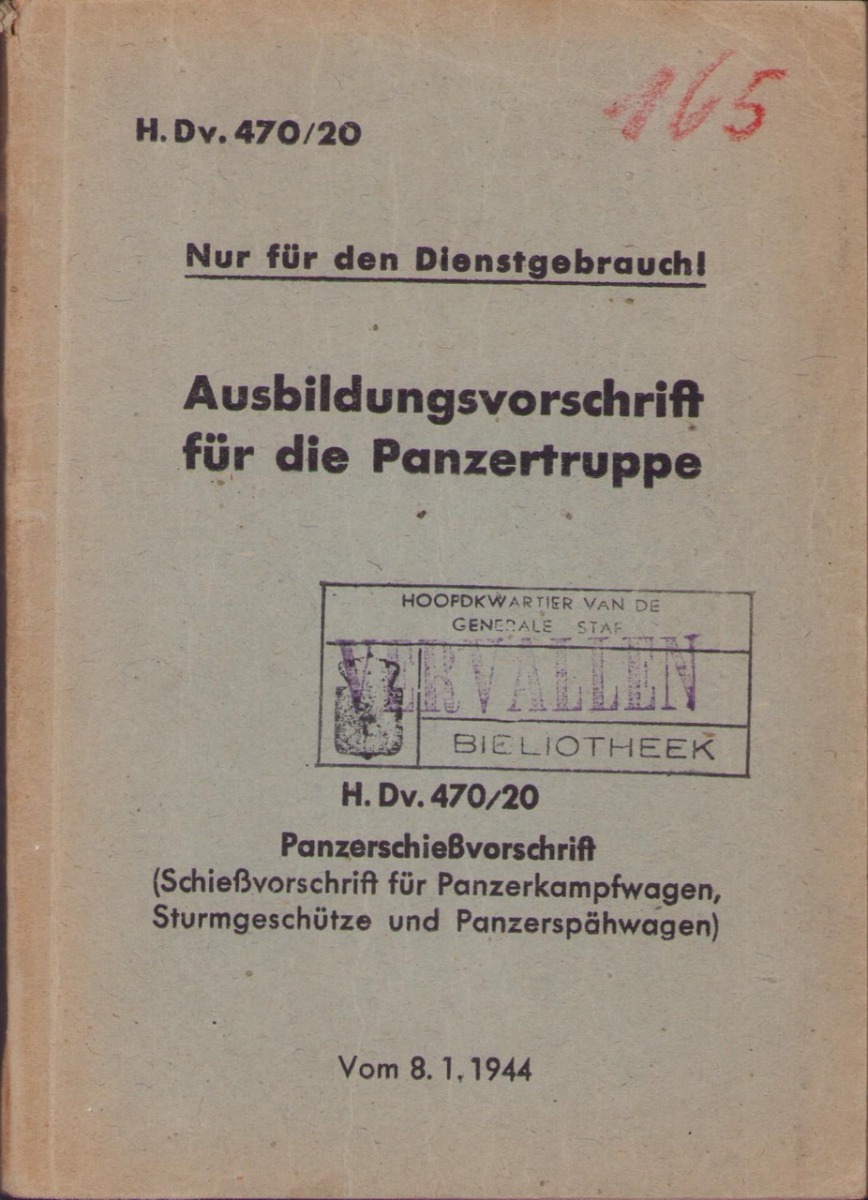 165
H. Dv. 470/20
Nur für den Dienstgebrauch!
Ausbildungsvorschrift
für die Panzertruppe
HOOFDKWARTIER VAN DE
GENERALE STAF
VERVALLEN
BIBLIOTHEEK
H. Dv. 470/20
Panzerschießvorschrift
(Schießvorschrift für Panzerkampfwagen,
Sturmgeschütze und Panzerspähwagen)
Vom 8. 1. 1944